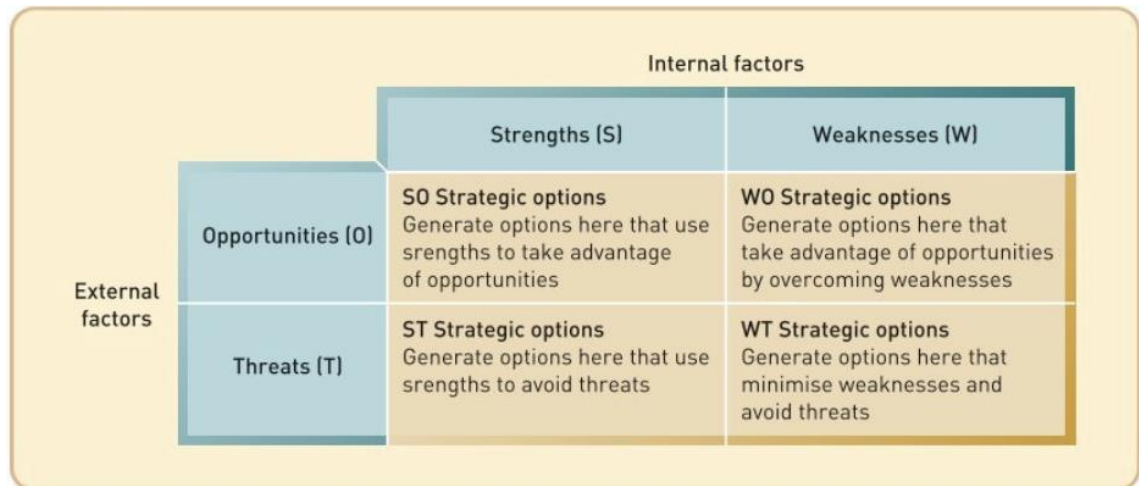 Internal factors
Strengths (S)
Weaknesses (W)
Opportunities (O)
SO Strategic options
Generate options here that use
srengths to take advantage
of opportunities
WO Strategic options
Generate options here that
take advantage of opportunities
by overcoming weaknesses
External
factors
Threats (T)
ST Strategic options
Generate options here that use
srengths to avoid threats
WT Strategic options
Generate options here that
minimise weaknesses and
avoid threats